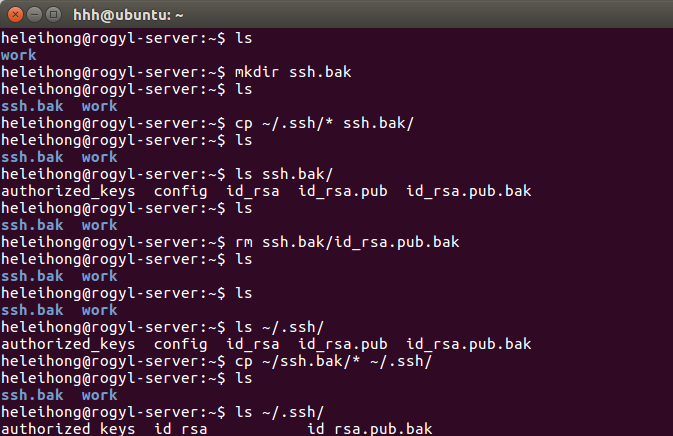 hhh@ubuntu: ~
heleihong@rogyl-server:~$ ls
work
heleihong@rogyl-server:~$ mkdir ssh.bak
heleihong@rogyl-server:~$ ls
ssh.bak  work
heleihong@rogyl-server:~$ cp ~/.ssh/* ssh.bak/
heleihong@rogyl-server:~$ ls
ssh.bak  work
heleihong@rogyl-server:~$ ls ssh.bak/
authorized_keys  config  id_rsa  id_rsa.pub  id_rsa.pub.bak
heleihong@rogyl-server:~$ ls
ssh.bak  work
heleihong@rogyl-server:~$ rm ssh.bak/id_rsa.pub.bak
heleihong@rogyl-server:~$ ls
ssh.bak  work
heleihong@rogyl-server:~$ ls
ssh.bak  work
heleihong@rogyl-server:~$ ls ~/.ssh/
authorized_keys  config  id_rsa  id_rsa.pub  id_rsa.pub.bak
heleihong@rogyl-server:~$ cp ~/ssh.bak/* ~/.ssh/
heleihong@rogyl-server:~$ ls
ssh.bak  work
heleihong@rogyl-server:~$ ls ~/.ssh/
authorized_keys  id_rsa           id_rsa.pub.bak